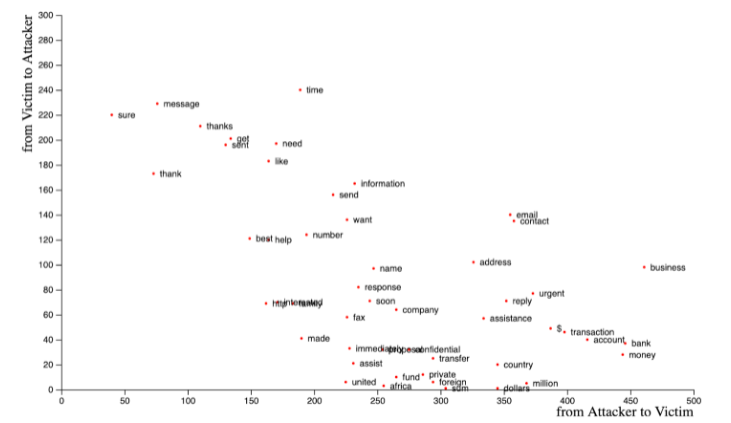 from Victim to Attacker
300
280
260
240
220
200
180
160
140
120
100
80
60
40
20
0
time
message
sure
thanks
get
sent
need
like
thank
information
send
email
contact
want
number
best help
address
business
name
response
urgent
interested
family
soon
reply
company
fax
assistance
$
transaction
made
account
bank
immediately
proposal
confidential
money
transfer
assist
country
fund
private
united
africa
foreign
sum
million
dollars
0 50 100 150 200 250 300 350 400 450 500
from Attacker to Victim